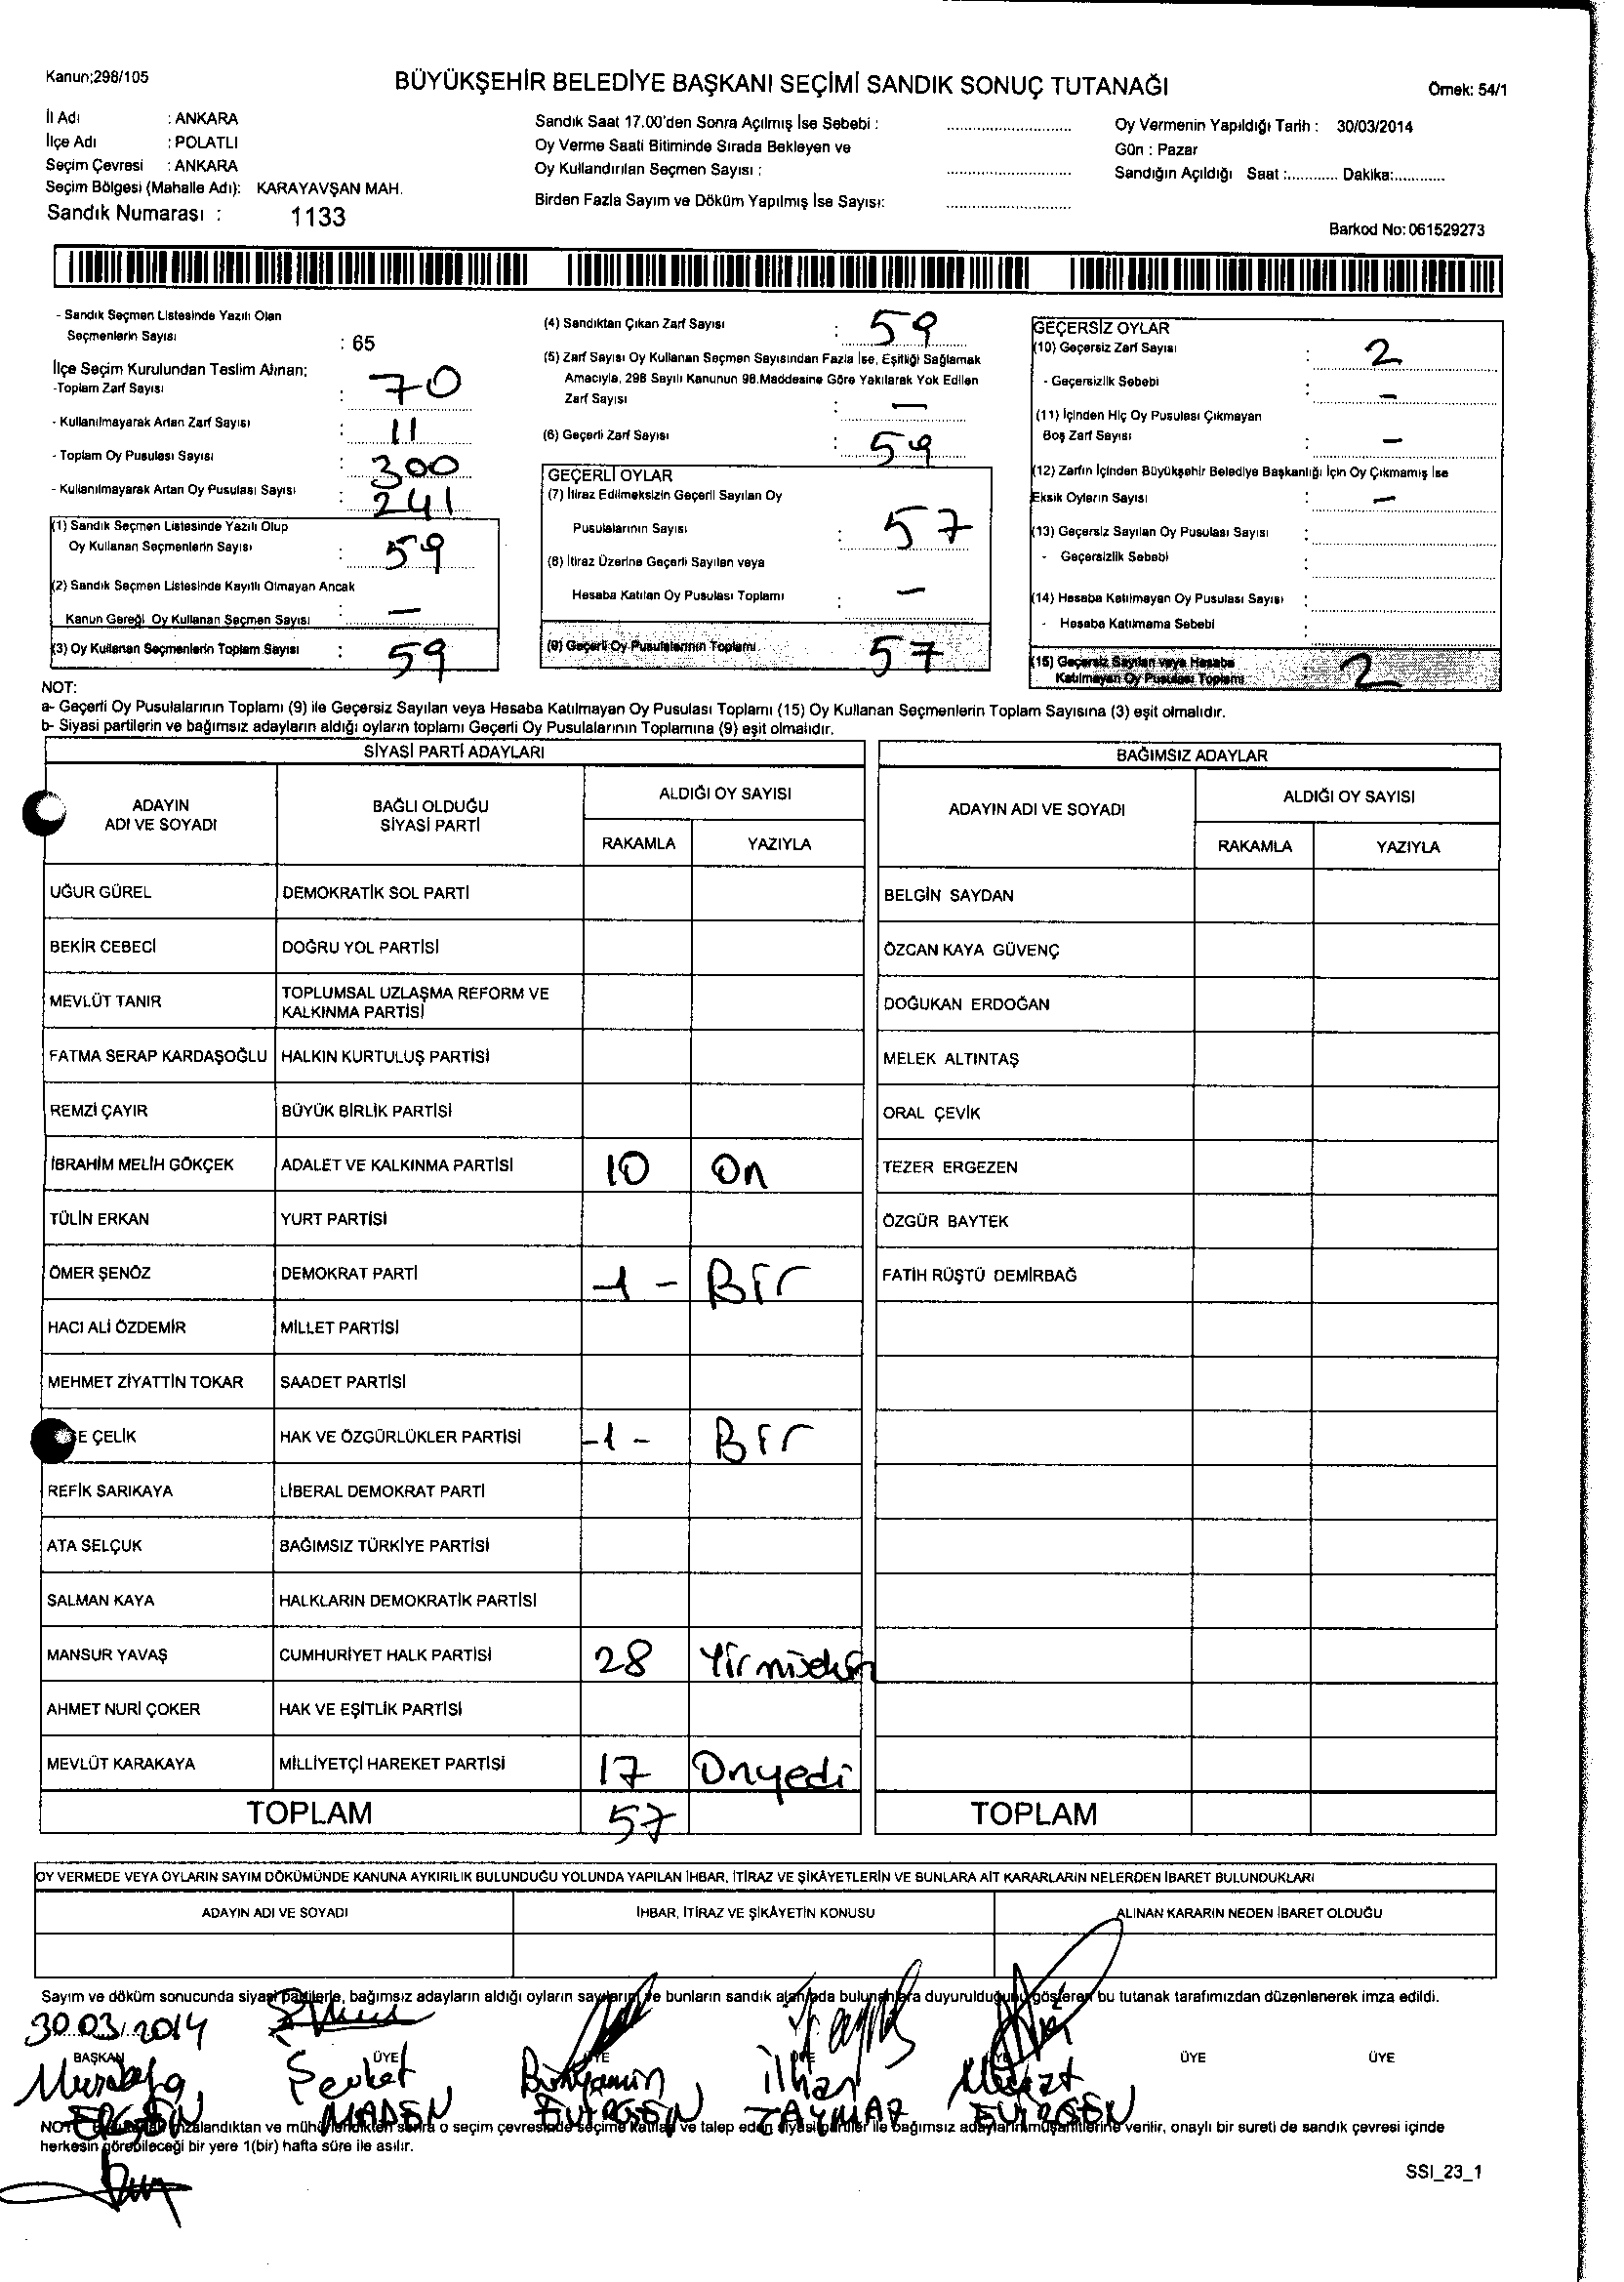 Kanun;298/105
BÜYÜKŞEHİR BELEDİYE BAŞKANI SEÇİMİ SANDIK SONUÇ TUTANAĞI
Örnek: 54/1
İl Adı : ANKARA
İlçe Adı : POLATLI
Seçim Çevresi : ANKARA
Seçim Bölgesi (Mahalle Adı): KARAYAVŞAN MAH.
Sandık Numarası : 1133
Sandık Saat 17.00'den Sonra Açılmış İse Sebebi :
Oy Verme Saati Bitiminde Sırada Bekleyen ve
Oy Kullandırılan Seçmen Sayısı :
Birden Fazla Sayım ve Döküm Yapılmış İse Sayısı:
Oy Vermenin Yapıldığı Tarih : 30/03/2014
Gün : Pazar
Sandığın Açıldığı Saat :............ Dakika:............
Barkod No: 061529273
- Sandık Seçmen Listesinde Yazılı Olan
Seçmenlerin Sayısı : 65
İlçe Seçim Kurulundan Teslim Alınan;
-Toplam Zarf Sayısı : 70
- Kullanılmayarak Artan Zarf Sayısı : 11
- Toplam Oy Pusulası Sayısı : 300
- Kullanılmayarak Artan Oy Pusulası Sayısı : 241
(1) Sandık Seçmen Listesinde Yazılı Olup
Oy Kullanan Seçmenlerin Sayısı : 59
(2) Sandık Seçmen Listesinde Kayıtlı Olmayan Ancak
Kanun Gereği Oy Kullanan Seçmen Sayısı : —
(3) Oy Kullanan Seçmenlerin Toplam Sayısı : 59
(4) Sandıktan Çıkan Zarf Sayısı : 59
(5) Zarf Sayısı Oy Kullanan Seçmen Sayısından Fazla İse, Eşitliği Sağlamak
Amacıyla, 298 Sayılı Kanunun 98.Maddesine Göre Yakılarak Yok Edilen
Zarf Sayısı : —
(6) Geçerli Zarf Sayısı : 59
GEÇERLİ OYLAR
(7) İtiraz Edilmeksizin Geçerli Sayılan Oy
Pusulalarının Sayısı : 57
(8) İtiraz Üzerine Geçerli Sayılan veya
Hesaba Katılan Oy Pusulası Toplamı : —
(9) Geçerli Oy Pusulalarının Toplamı 57
GEÇERSİZ OYLAR
(10) Geçersiz Zarf Sayısı : 2
- Geçersizlik Sebebi : —
(11) İçinden Hiç Oy Pusulası Çıkmayan
Boş Zarf Sayısı : —
(12) Zarfın İçinden Büyükşehir Belediye Başkanlığı İçin Oy Çıkmamış İse
Eksik Oyların Sayısı : —
(13) Geçersiz Sayılan Oy Pusulası Sayısı :
- Geçersizlik Sebebi :
(14) Hesaba Katılmayan Oy Pusulası Sayısı :
- Hesaba Katılmama Sebebi :
(15) Geçersiz Sayılan veya Hesaba
Katılmayan Oy Pusulası Toplamı : 2
NOT:
a- Geçerli Oy Pusulalarının Toplamı (9) ile Geçersiz Sayılan veya Hesaba Katılmayan Oy Pusulası Toplamı (15) Oy Kullanan Seçmenlerin Toplam Sayısına (3) eşit olmalıdır.
b- Siyasi partilerin ve bağımsız adayların aldığı oyların toplamı Geçerli Oy Pusulalarının Toplamına (9) eşit olmalıdır.
SİYASİ PARTİ ADAYLARI
ADAYIN ADI VE SOYADI BAĞLI OLDUĞU SİYASİ PARTİ ALDIĞI OY SAYISI
RAKAMLA YAZIYLA
UĞUR GÜREL DEMOKRATİK SOL PARTİ
BEKİR CEBECİ DOĞRU YOL PARTİSİ
MEVLÜT TANIR TOPLUMSAL UZLAŞMA REFORM VE KALKINMA PARTİSİ
FATMA SERAP KARDAŞOĞLU HALKIN KURTULUŞ PARTİSİ
REMZİ ÇAYIR BÜYÜK BİRLİK PARTİSİ
İBRAHİM MELİH GÖKÇEK ADALET VE KALKINMA PARTİSİ 10 On
TÜLİN ERKAN YURT PARTİSİ
ÖMER ŞENÖZ DEMOKRAT PARTİ -1- Bir
HACI ALİ ÖZDEMİR MİLLET PARTİSİ
MEHMET ZİYATTİN TOKAR SAADET PARTİSİ
E ÇELİK HAK VE ÖZGÜRLÜKLER PARTİSİ -1- Bir
REFİK SARIKAYA LİBERAL DEMOKRAT PARTİ
ATA SELÇUK BAĞIMSIZ TÜRKİYE PARTİSİ
SALMAN KAYA HALKLARIN DEMOKRATİK PARTİSİ
MANSUR YAVAŞ CUMHURİYET HALK PARTİSİ 28
AHMET NURİ ÇOKER HAK VE EŞİTLİK PARTİSİ
MEVLÜT KARAKAYA MİLLİYETÇİ HAREKET PARTİSİ 17 Onyedi
TOPLAM 57
BAĞIMSIZ ADAYLAR
ADAYIN ADI VE SOYADI ALDIĞI OY SAYISI
RAKAMLA YAZIYLA
BELGİN SAYDAN
ÖZCAN KAYA GÜVENÇ
DOĞUKAN ERDOĞAN
MELEK ALTINTAŞ
ORAL ÇEVİK
TEZER ERGEZEN
ÖZGÜR BAYTEK
FATİH RÜŞTÜ DEMİRBAĞ
TOPLAM
OY VERMEDE VEYA OYLARIN SAYIM DÖKÜMÜNDE KANUNA AYKIRILIK BULUNDUĞU YOLUNDA YAPILAN İHBAR, İTİRAZ VE ŞİKÂYETLERİN VE BUNLARA AİT KARARLARIN NELERDEN İBARET BULUNDUKLARI
ADAYIN ADI VE SOYADI İHBAR, İTİRAZ VE ŞİKÂYETİN KONUSU ALINAN KARARIN NEDEN İBARET OLDUĞU
Sayım ve döküm sonucunda siyasi partilerle, bağımsız adayların aldığı oyların sayılarını ve bunların sandık alanında bulunanlara duyurulduğunu gösteren bu tutanak tarafımızdan düzenlenerek imza edildi.
30 03/2014
BAŞKAN ÜYE ÜYE ÜYE ÜYE ÜYE ÜYE
Mustafa Şevket Bünyamin İlhan
ERGEN MADEN EVİRGEN TAYMAZ EVİRGEN
NOT: imzalandıktan ve mühürlendikten sonra o seçim çevresinde seçime katılan ve talep eden siyasi partiler ile bağımsız adayların müşahitlerine verilir, onaylı bir sureti de sandık çevresi içinde
herkesin görebileceği bir yere 1(bir) hafta süre ile asılır.
SSI_23_1